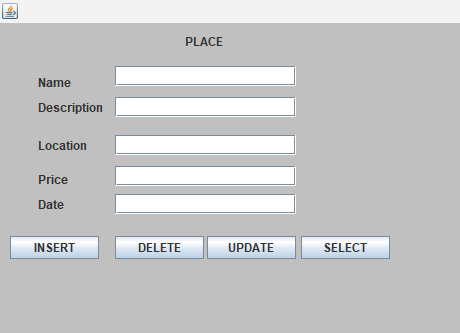 PLACE
Name
Description
Location
Price
Date
INSERT DELETE UPDATE SELECT